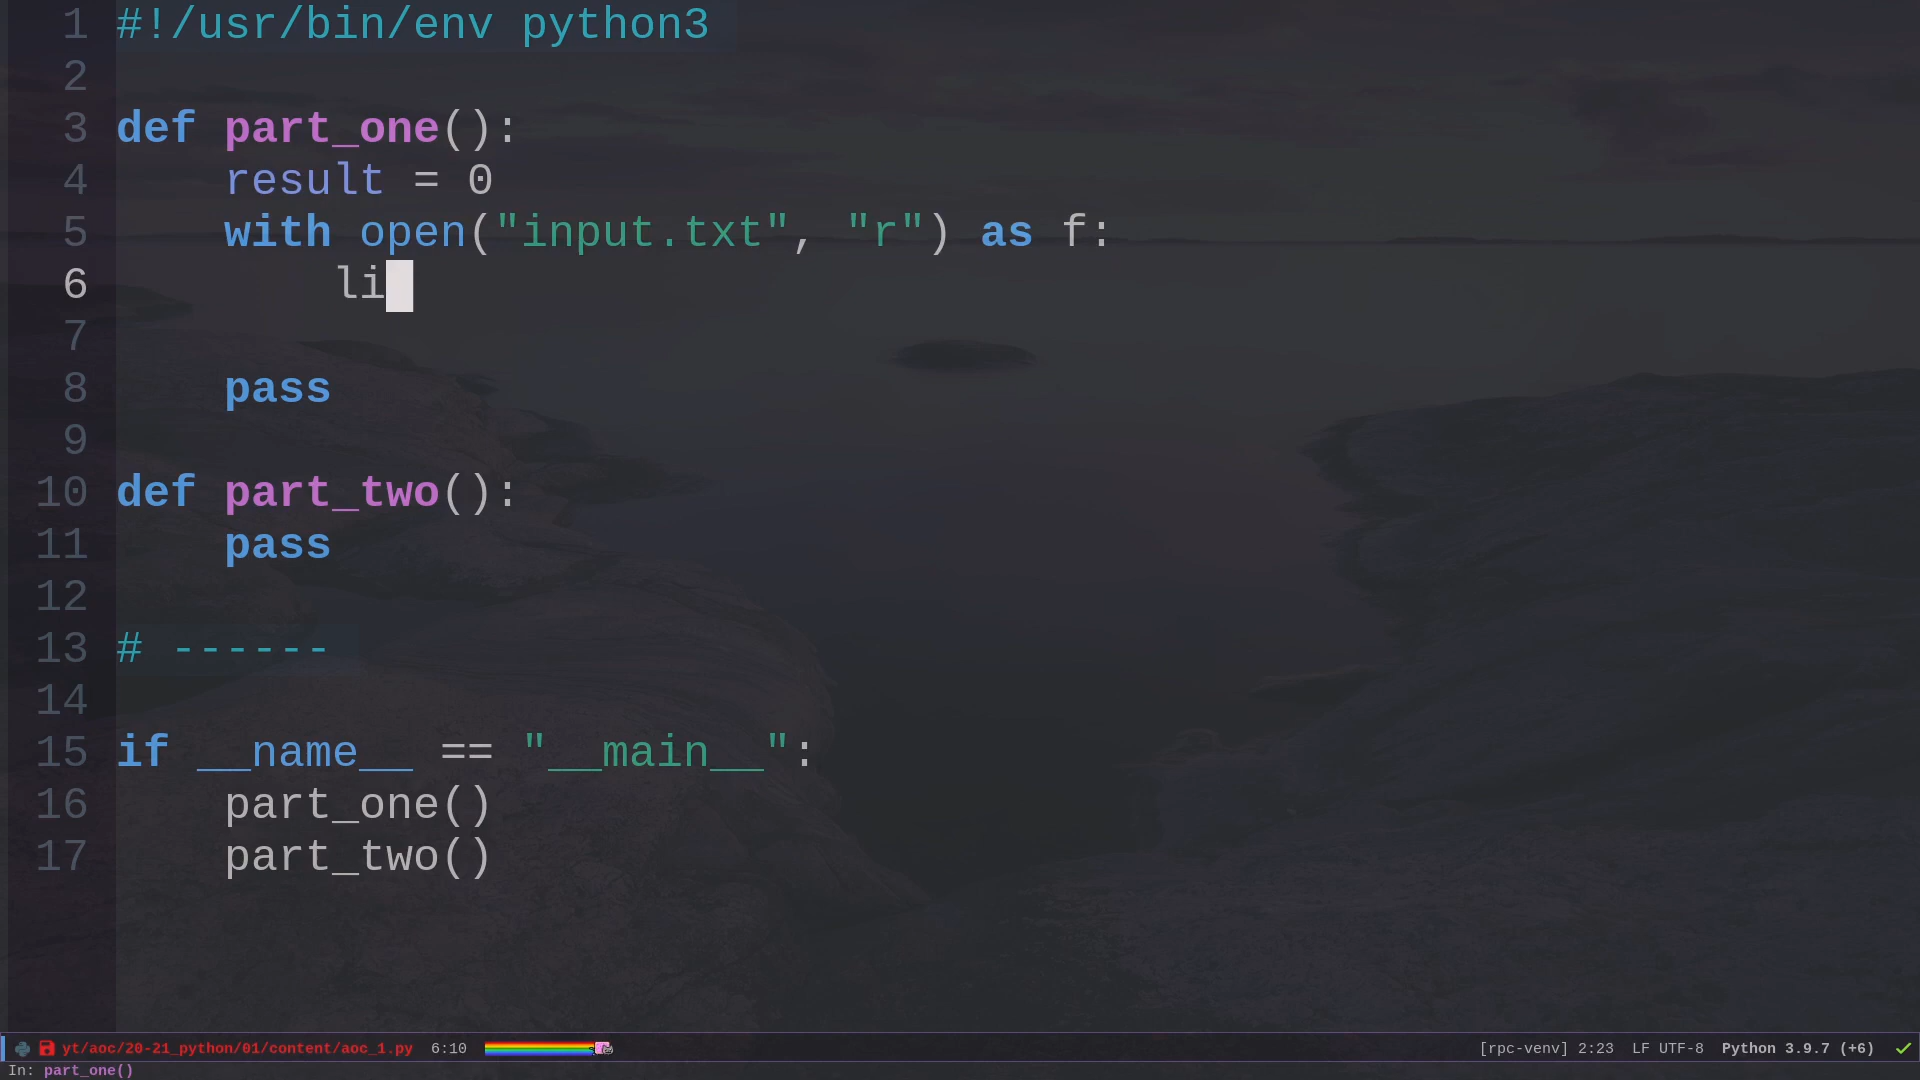 1 #!/usr/bin/env python3
2
3 def part_one():
4     result = 0
5     with open("input.txt", "r") as f:
6         li
7
8     pass
9
10 def part_two():
11     pass
12
13 # ------
14
15 if __name__ == "__main__":
16     part_one()
17     part_two()
yt/aoc/20-21_python/01/content/aoc_1.py 6:10 [rpc-venv] 2:23 LF UTF-8 Python 3.9.7 (+6)
In: part_one()